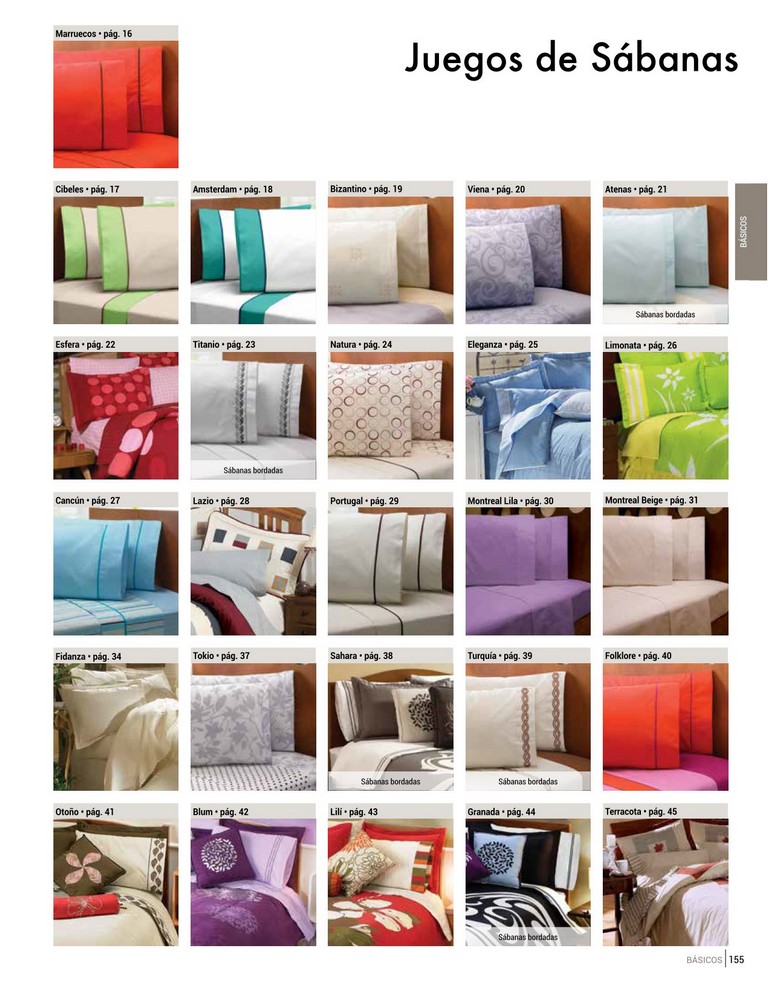 Marruecos • pág. 16
Juegos de Sábanas
Cibeles • pág. 17
Amsterdam • pág. 18
Bizantino • pág. 19
Viena • pág. 20
Atenas • pág. 21
BÁSICOS
Sábanas bordadas
Esfera • pág. 22
Titanio • pág. 23
Natura • pág. 24
Eleganza • pág. 25
Limonata • pág. 26
Sábanas bordadas
Cancún • pág. 27
Lazio • pág. 28
Portugal • pág. 29
Montreal Lila • pág. 30
Montreal Beige • pág. 31
Fidanza • pág. 34
Tokio • pág. 37
Sahara • pág. 38
Turquía • pág. 39
Folklore • pág. 40
Sábanas bordadas
Sábanas bordadas
Otoño • pág. 41
Blum • pág. 42
Lilí • pág. 43
Granada • pág. 44
Terracota • pág. 45
Sábanas bordadas
BÁSICOS 155